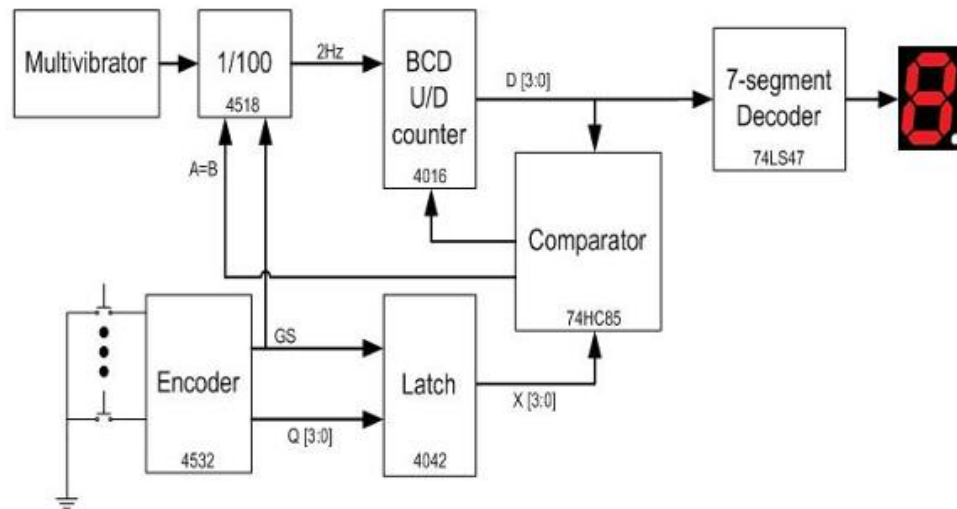 Multivibrator
1/100
4518
2Hz
BCD
U/D
counter
4016
D [3:0]
7-segment
Decoder
74LS47
A=B
Comparator
74HC85
Encoder
4532
GS
Q [3:0]
Latch
4042
X [3:0]